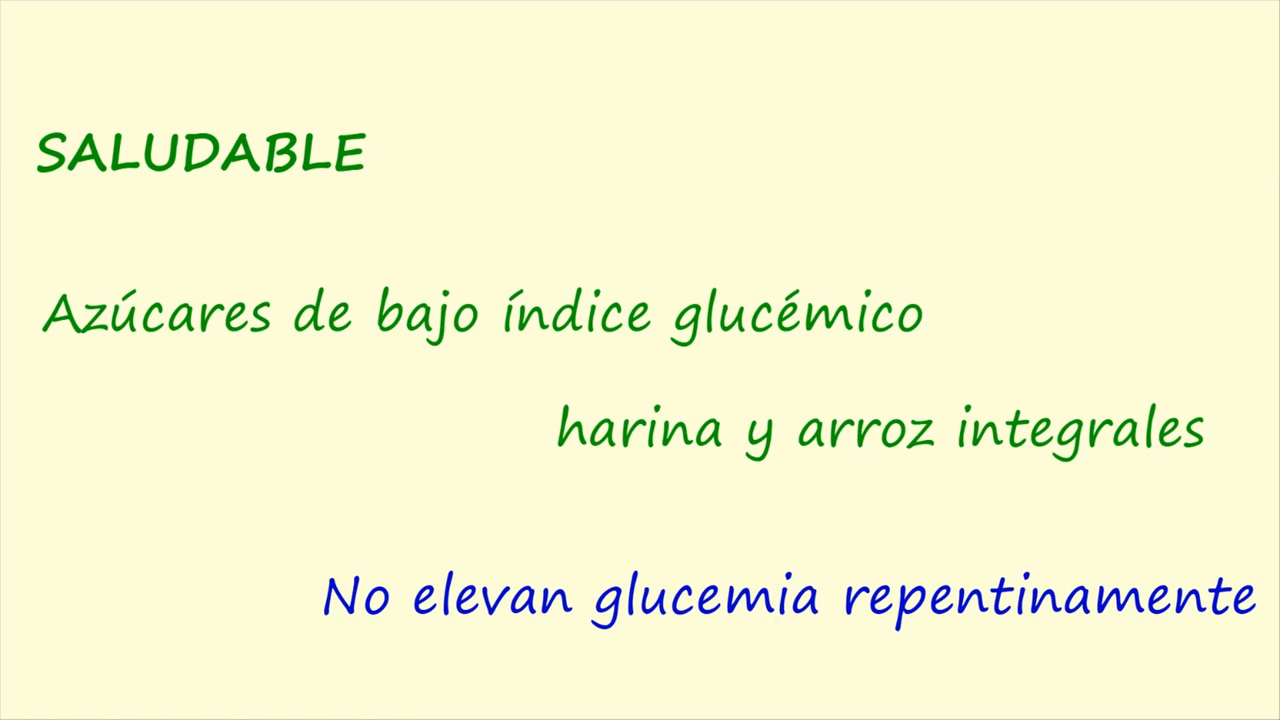 SALUDABLE
Azúcares de bajo índice glucémico
harina y arroz integrales
No elevan glucemia repentinamente